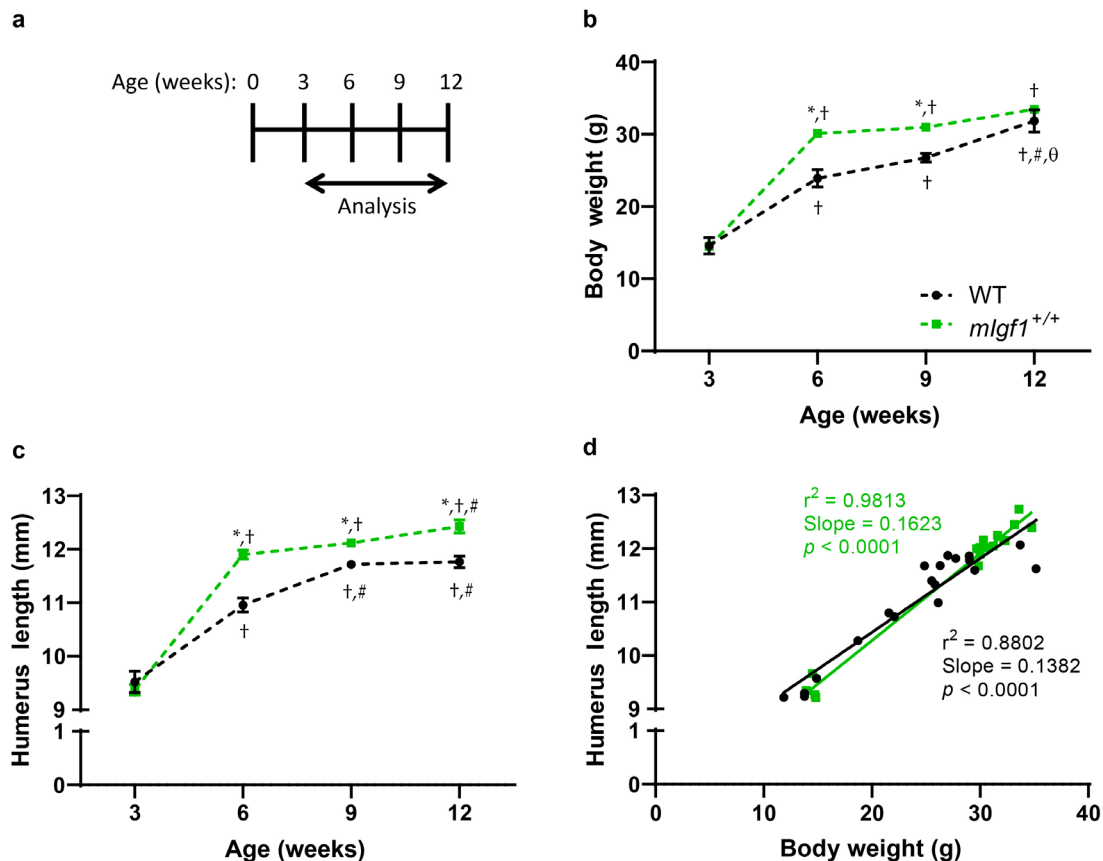 a
Age (weeks): 0 3 6 9 12
Analysis
b
Body weight (g)
40
30
20
10
0
*,†
*,†
†
†
†
†,#,θ
WT
mIgf1+/+
3 6 9 12
Age (weeks)
c
Humerus length (mm)
13
12
11
10
9
1
0
*,†
*,†
*,†,#
†
†,#
†,#
3 6 9 12
Age (weeks)
d
Humerus length (mm)
13
12
11
10
9
1
0
r² = 0.9813
Slope = 0.1623
p < 0.0001
r² = 0.8802
Slope = 0.1382
p < 0.0001
0 10 20 30 40
Body weight (g)